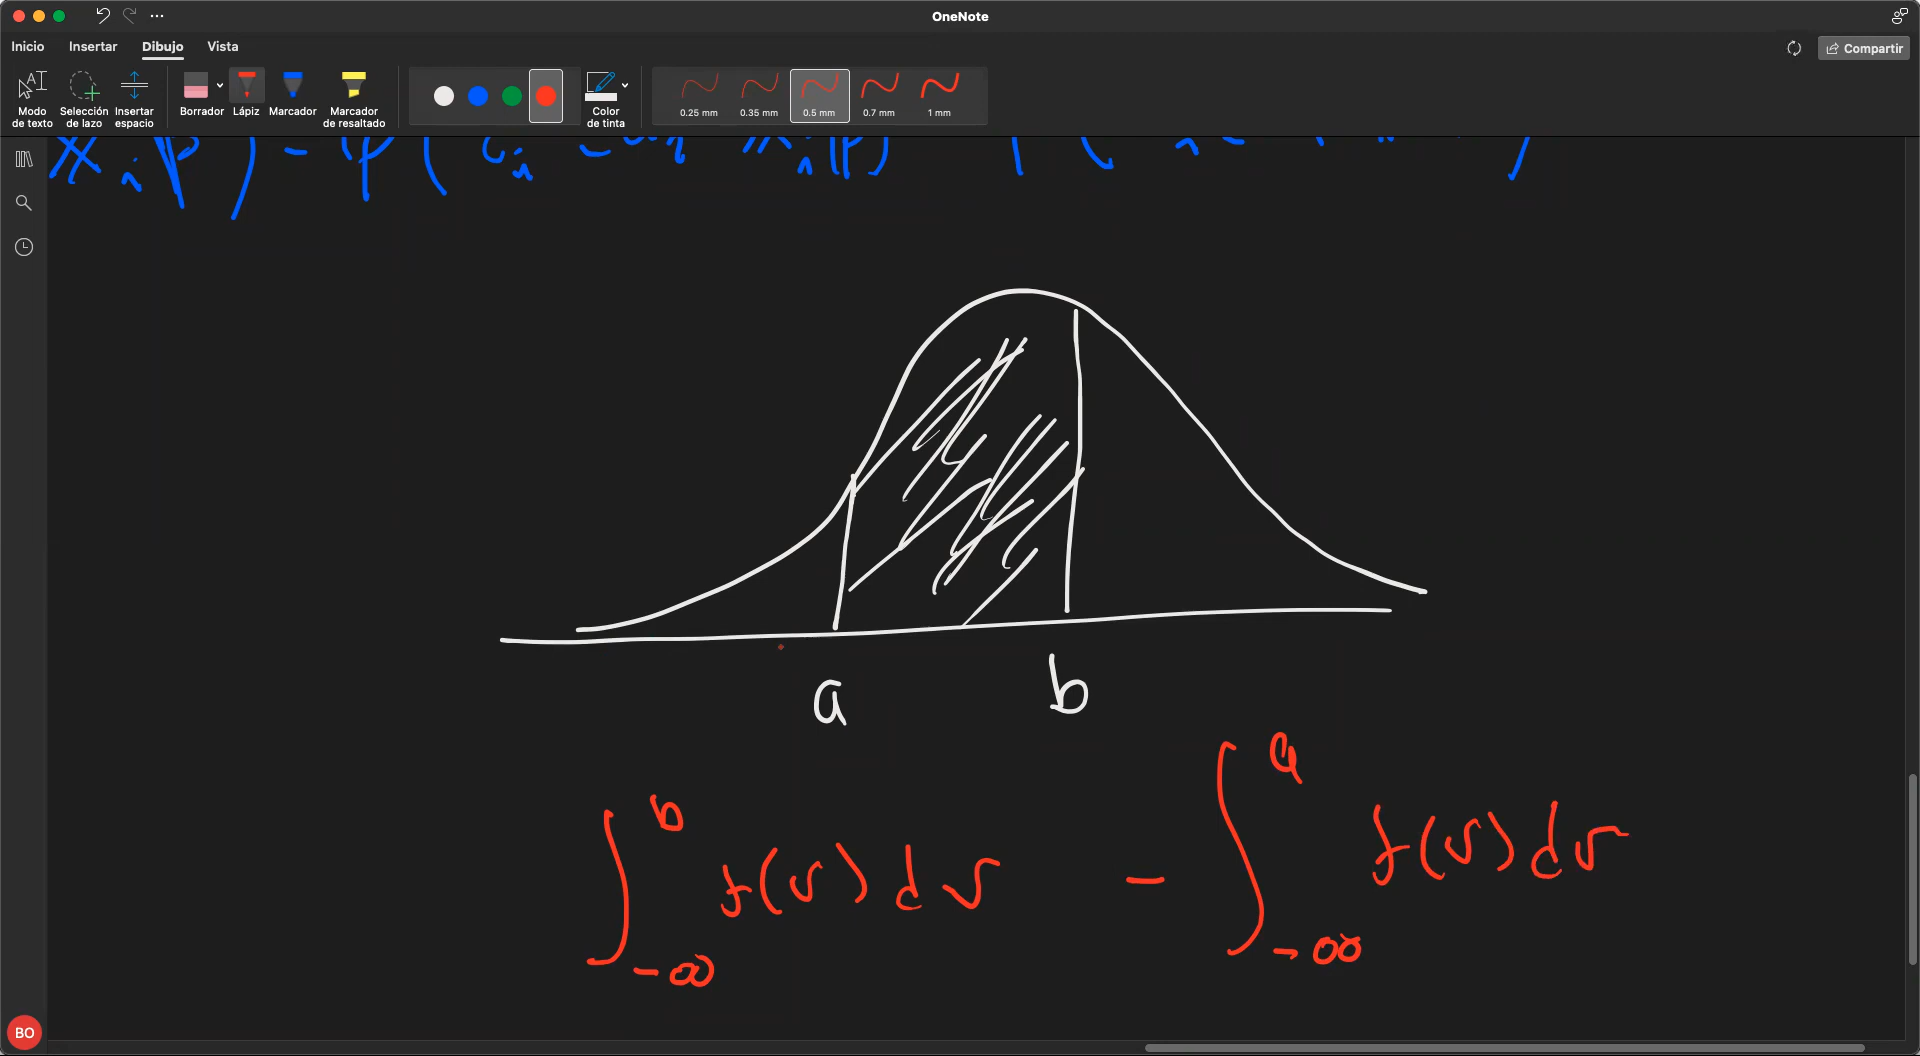 OneNote
Inicio Insertar Dibujo Vista
Compartir
Modo de texto
Selección de lazo
Insertar espacio
Borrador
Lápiz
Marcador
Marcador de resaltado
Color de tinta
0.25 mm 0.35 mm 0.5 mm 0.7 mm 1 mm
a b
∫_{-∞}^{b} f(v)dv - ∫_{-∞}^{a} f(v)dv
BO